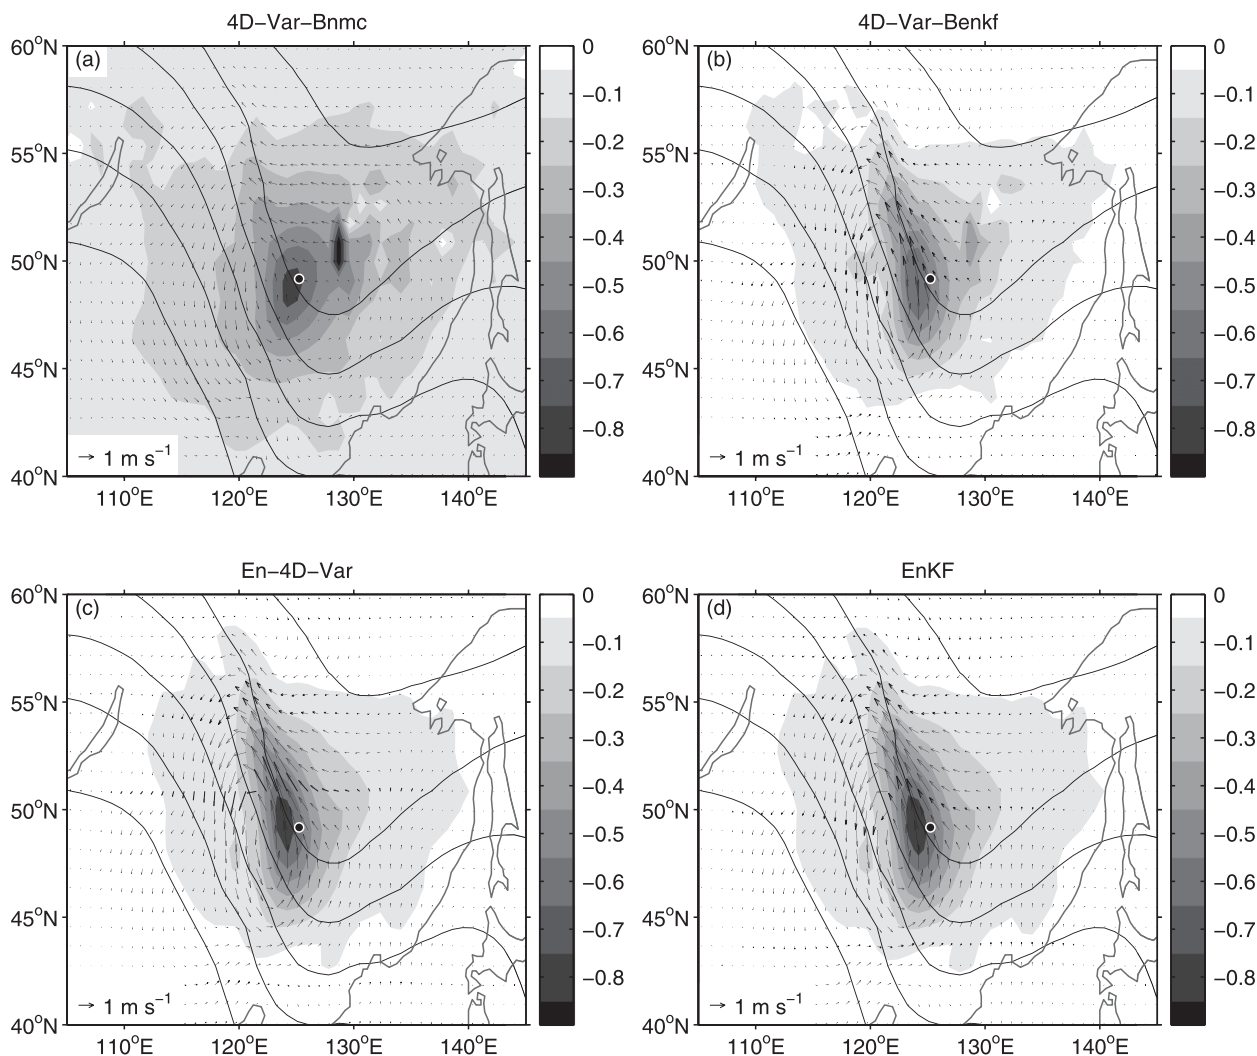 4D−Var−Bnmc
(a)
60°N
55°N
50°N
45°N
40°N
110°E 120°E 130°E 140°E
→ 1 m s⁻¹
0
−0.1
−0.2
−0.3
−0.4
−0.5
−0.6
−0.7
−0.8
4D−Var−Benkf
(b)
60°N
55°N
50°N
45°N
40°N
110°E 120°E 130°E 140°E
→ 1 m s⁻¹
0
−0.1
−0.2
−0.3
−0.4
−0.5
−0.6
−0.7
−0.8
En−4D−Var
(c)
60°N
55°N
50°N
45°N
40°N
110°E 120°E 130°E 140°E
→ 1 m s⁻¹
0
−0.1
−0.2
−0.3
−0.4
−0.5
−0.6
−0.7
−0.8
EnKF
(d)
60°N
55°N
50°N
45°N
40°N
110°E 120°E 130°E 140°E
→ 1 m s⁻¹
0
−0.1
−0.2
−0.3
−0.4
−0.5
−0.6
−0.7
−0.8